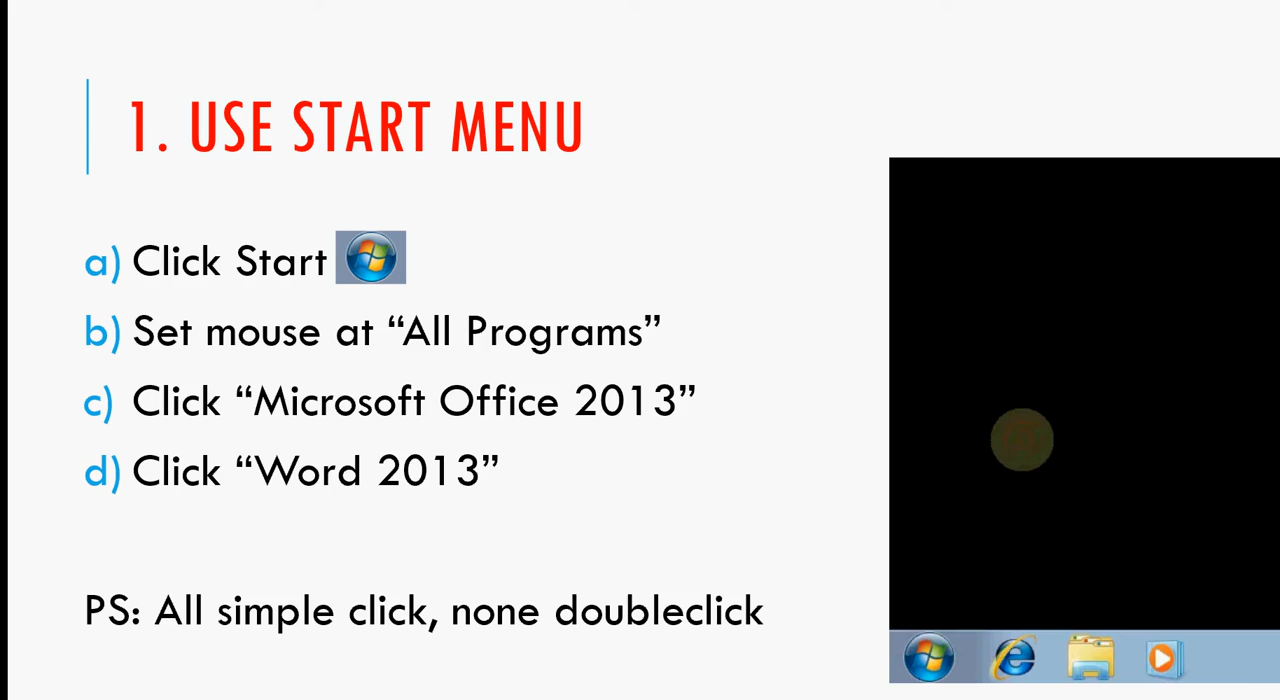 1. USE START MENU
a) Click Start
b) Set mouse at “All Programs”
c) Click “Microsoft Office 2013”
d) Click “Word 2013”
PS: All simple click, none doubleclick